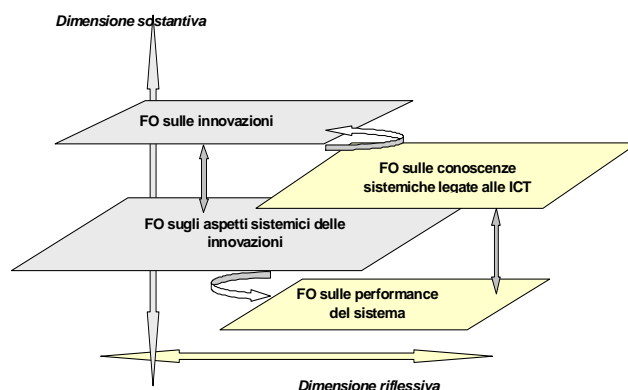 Dimensione sostantiva
FO sulle innovazioni
FO sulle conoscenze
sistemiche legate alle ICT
FO sugli aspetti sistemici delle
innovazioni
FO sulle performance
del sistema
Dimensione riflessiva